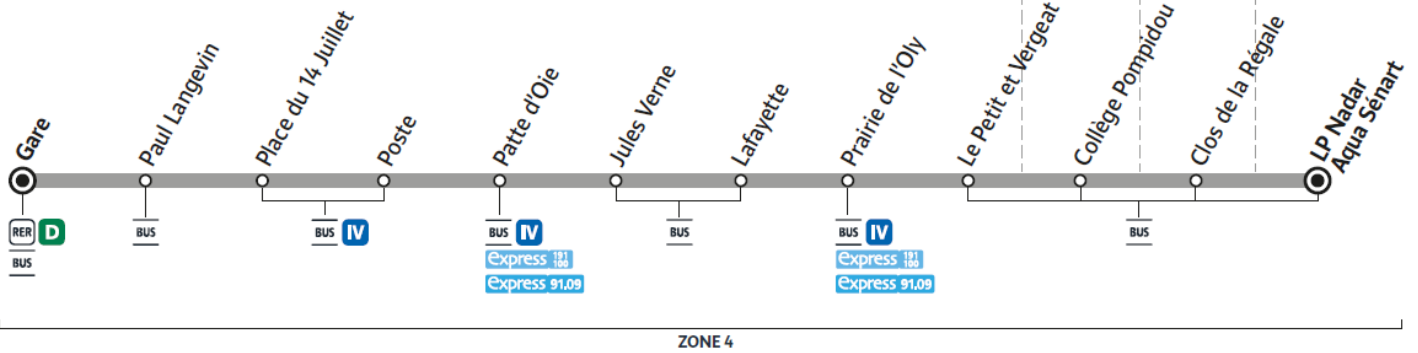 Gare
Paul Langevin
Place du 14 Juillet
Poste
Patte d'Oie
Jules Verne
Lafayette
Prairie de l'Oly
Le Petit et Vergeat
Collège Pompidou
Clos de la Régale
LP Nadar
Aqua Sénart
RER D
BUS
BUS
BUS IV
BUS IV
express 191 100
express 91.09
BUS
BUS IV
express 191 100
express 91.09
BUS
ZONE 4